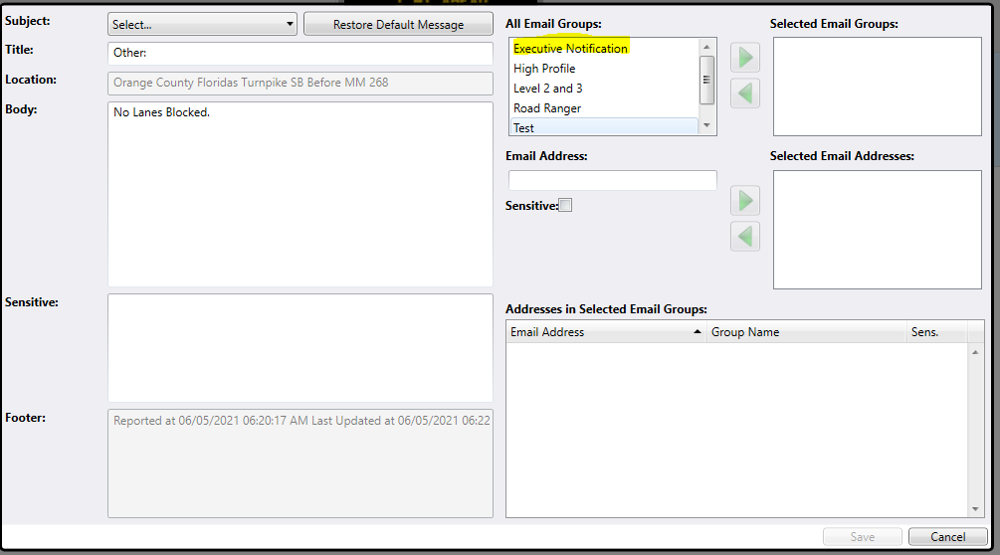 Subject:
Select...
Restore Default Message
Title:
Other:
Location:
Orange County Floridas Turnpike SB Before MM 268
Body:
No Lanes Blocked.
Sensitive:
Footer:
Reported at 06/05/2021 06:20:17 AM Last Updated at 06/05/2021 06:22
All Email Groups:
Executive Notification
High Profile
Level 2 and 3
Road Ranger
Test
Selected Email Groups:
Email Address:
Sensitive:
Selected Email Addresses:
Addresses in Selected Email Groups:
Email Address Group Name Sens.
Save Cancel